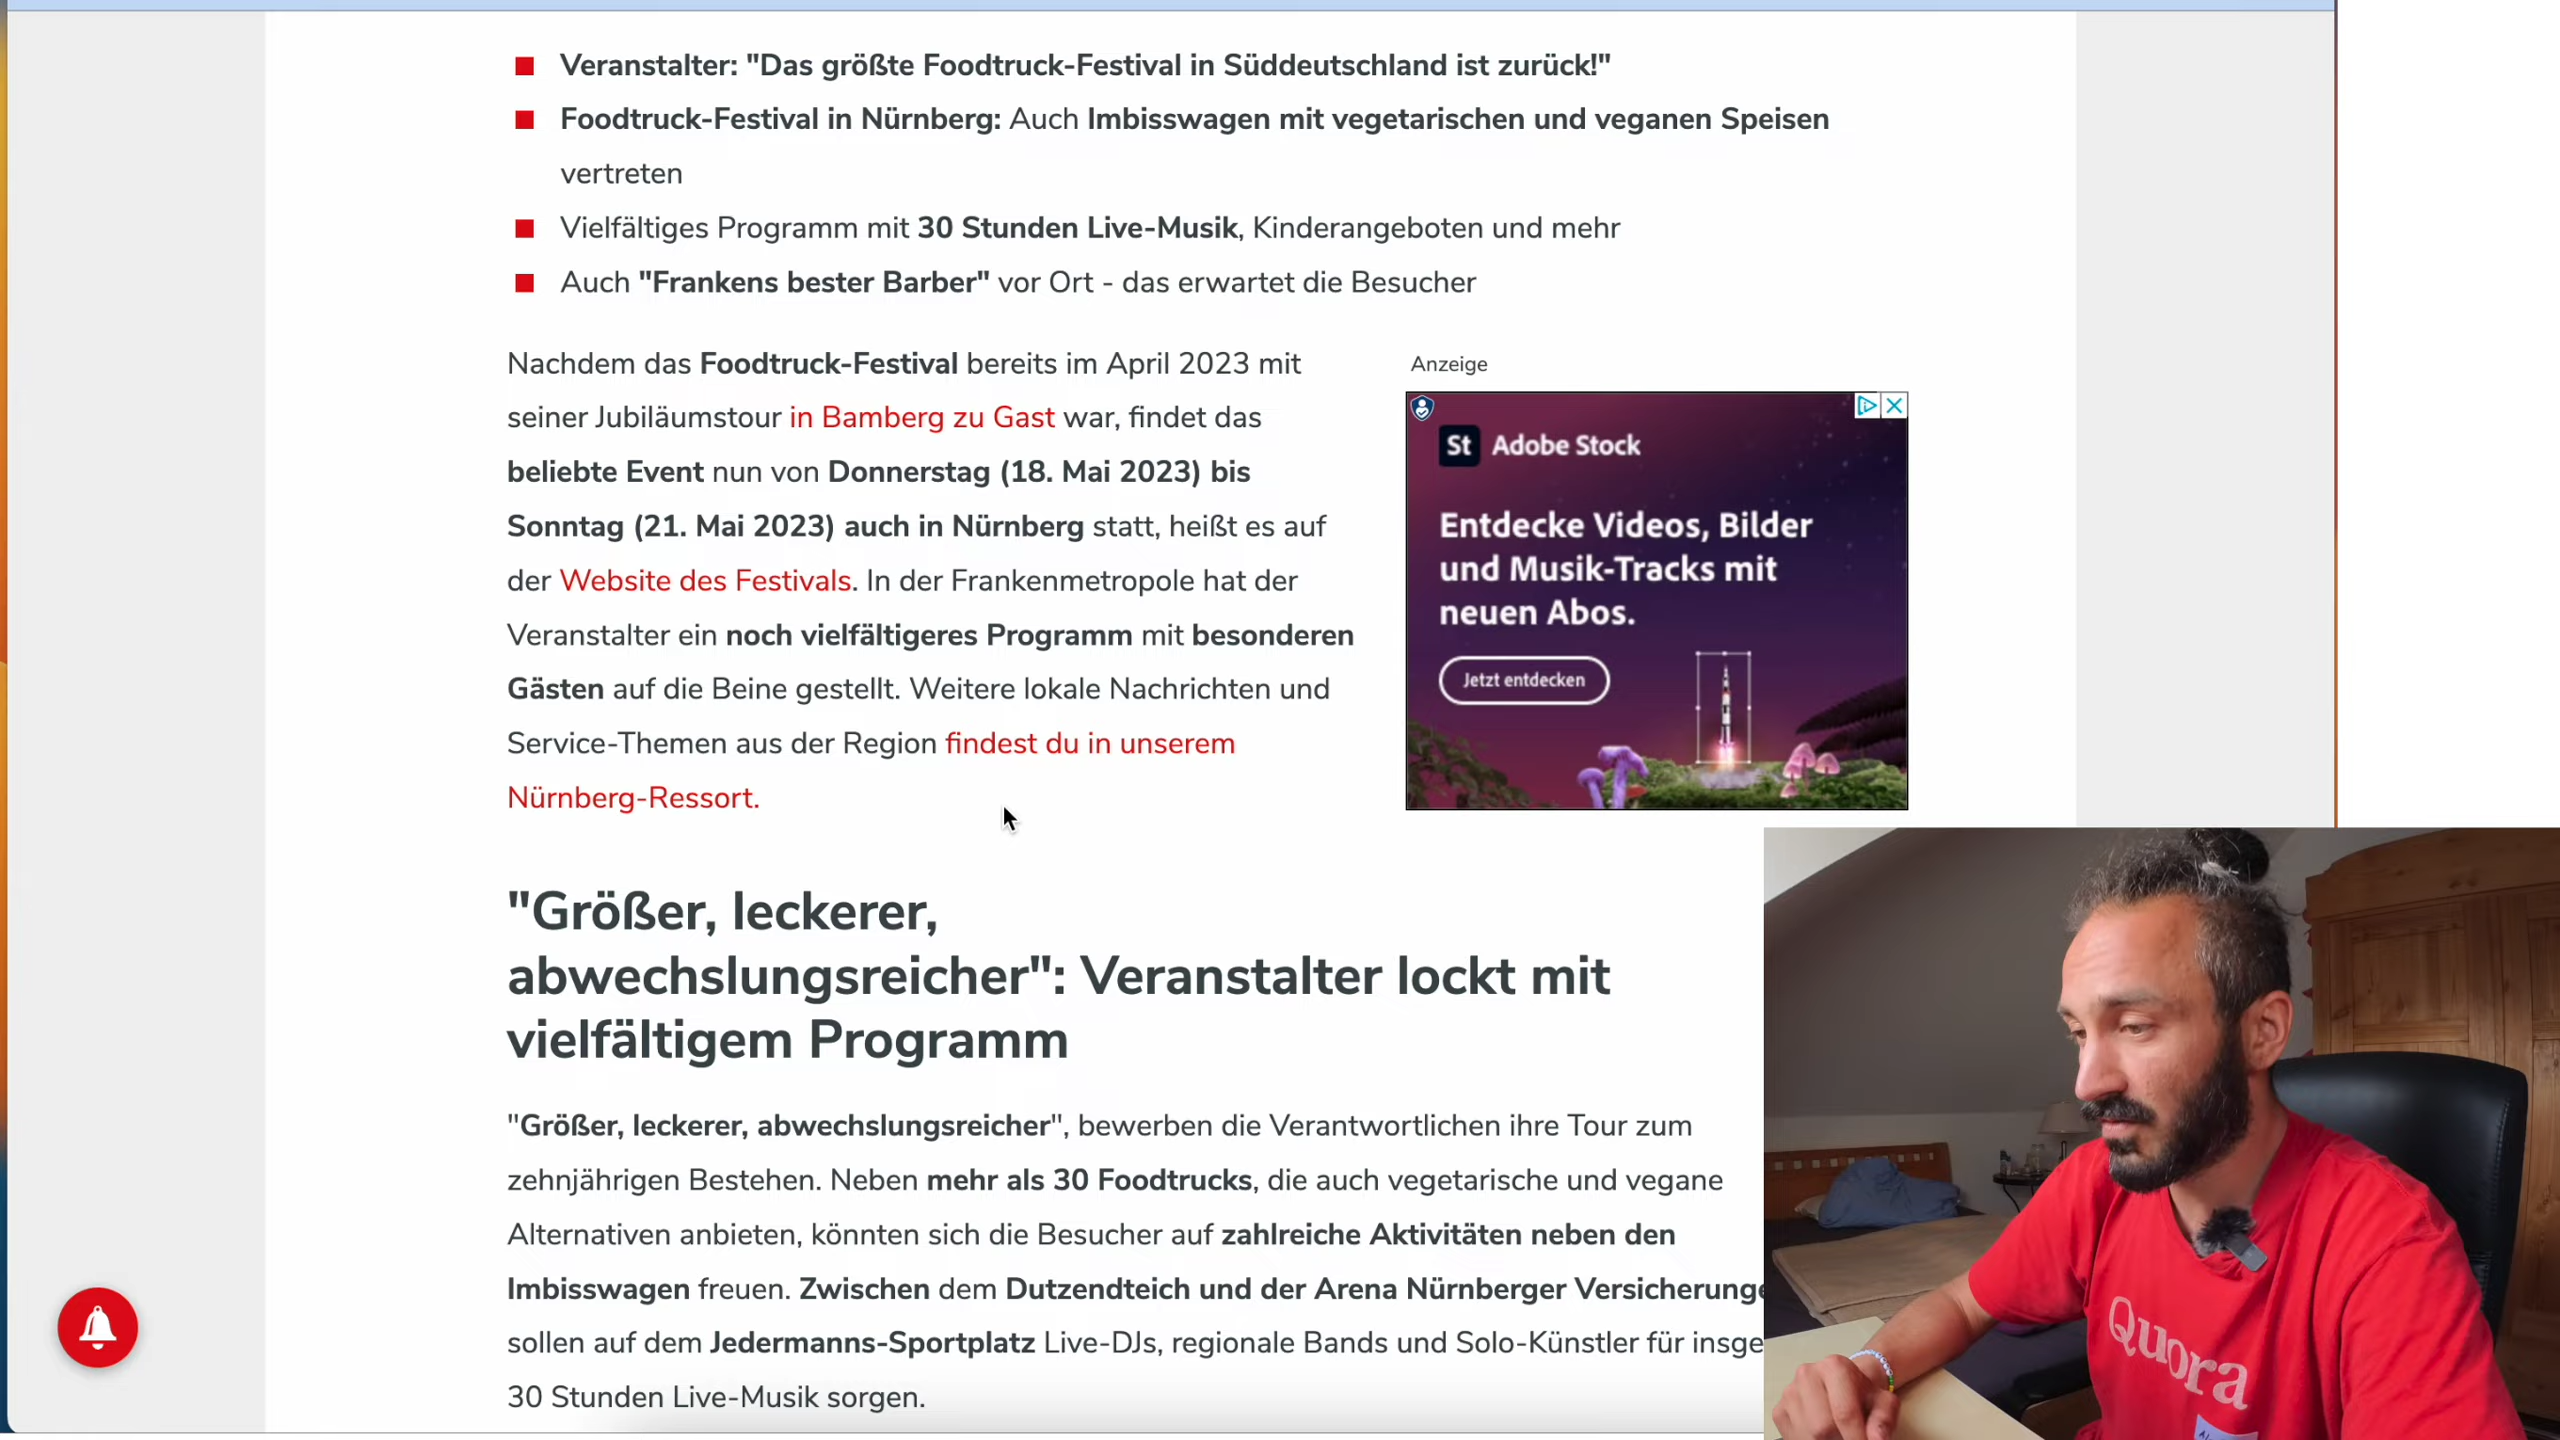 Veranstalter: "Das größte Foodtruck-Festival in Süddeutschland ist zurück!"
Foodtruck-Festival in Nürnberg: Auch Imbisswagen mit vegetarischen und veganen Speisen
vertreten
Vielfältiges Programm mit 30 Stunden Live-Musik, Kinderangeboten und mehr
Auch "Frankens bester Barber" vor Ort - das erwartet die Besucher
Nachdem das Foodtruck-Festival bereits im April 2023 mit
seiner Jubiläumstour in Bamberg zu Gast war, findet das
beliebte Event nun von Donnerstag (18. Mai 2023) bis
Sonntag (21. Mai 2023) auch in Nürnberg statt, heißt es auf
der Website des Festivals. In der Frankenmetropole hat der
Veranstalter ein noch vielfältigeres Programm mit besonderen
Gästen auf die Beine gestellt. Weitere lokale Nachrichten und
Service-Themen aus der Region findest du in unserem
Nürnberg-Ressort.
Anzeige
St Adobe Stock
Entdecke Videos, Bilder
und Musik-Tracks mit
neuen Abos.
Jetzt entdecken
"Größer, leckerer,
abwechslungsreicher": Veranstalter lockt mit
vielfältigem Programm
"Größer, leckerer, abwechslungsreicher", bewerben die Verantwortlichen ihre Tour zum
zehnjährigen Bestehen. Neben mehr als 30 Foodtrucks, die auch vegetarische und vegane
Alternativen anbieten, könnten sich die Besucher auf zahlreiche Aktivitäten neben den
Imbisswagen freuen. Zwischen dem Dutzendteich und der Arena Nürnberger Versicherunge
sollen auf dem Jedermanns-Sportplatz Live-DJs, regionale Bands und Solo-Künstler für insge
30 Stunden Live-Musik sorgen.
Quora